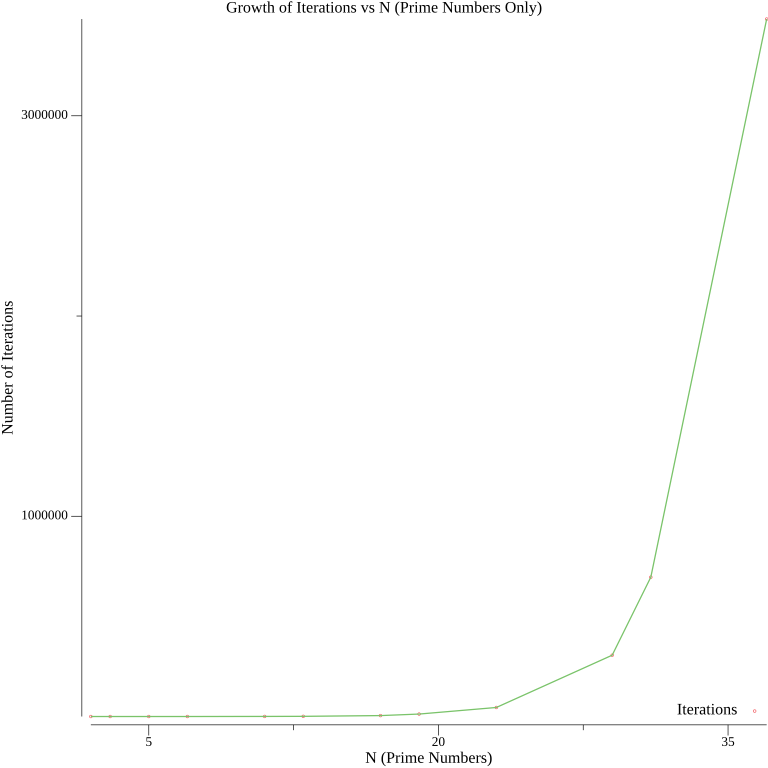 Growth of Iterations vs N (Prime Numbers Only)
3000000
Number of Iterations
1000000
Iterations
5
20
35
N (Prime Numbers)